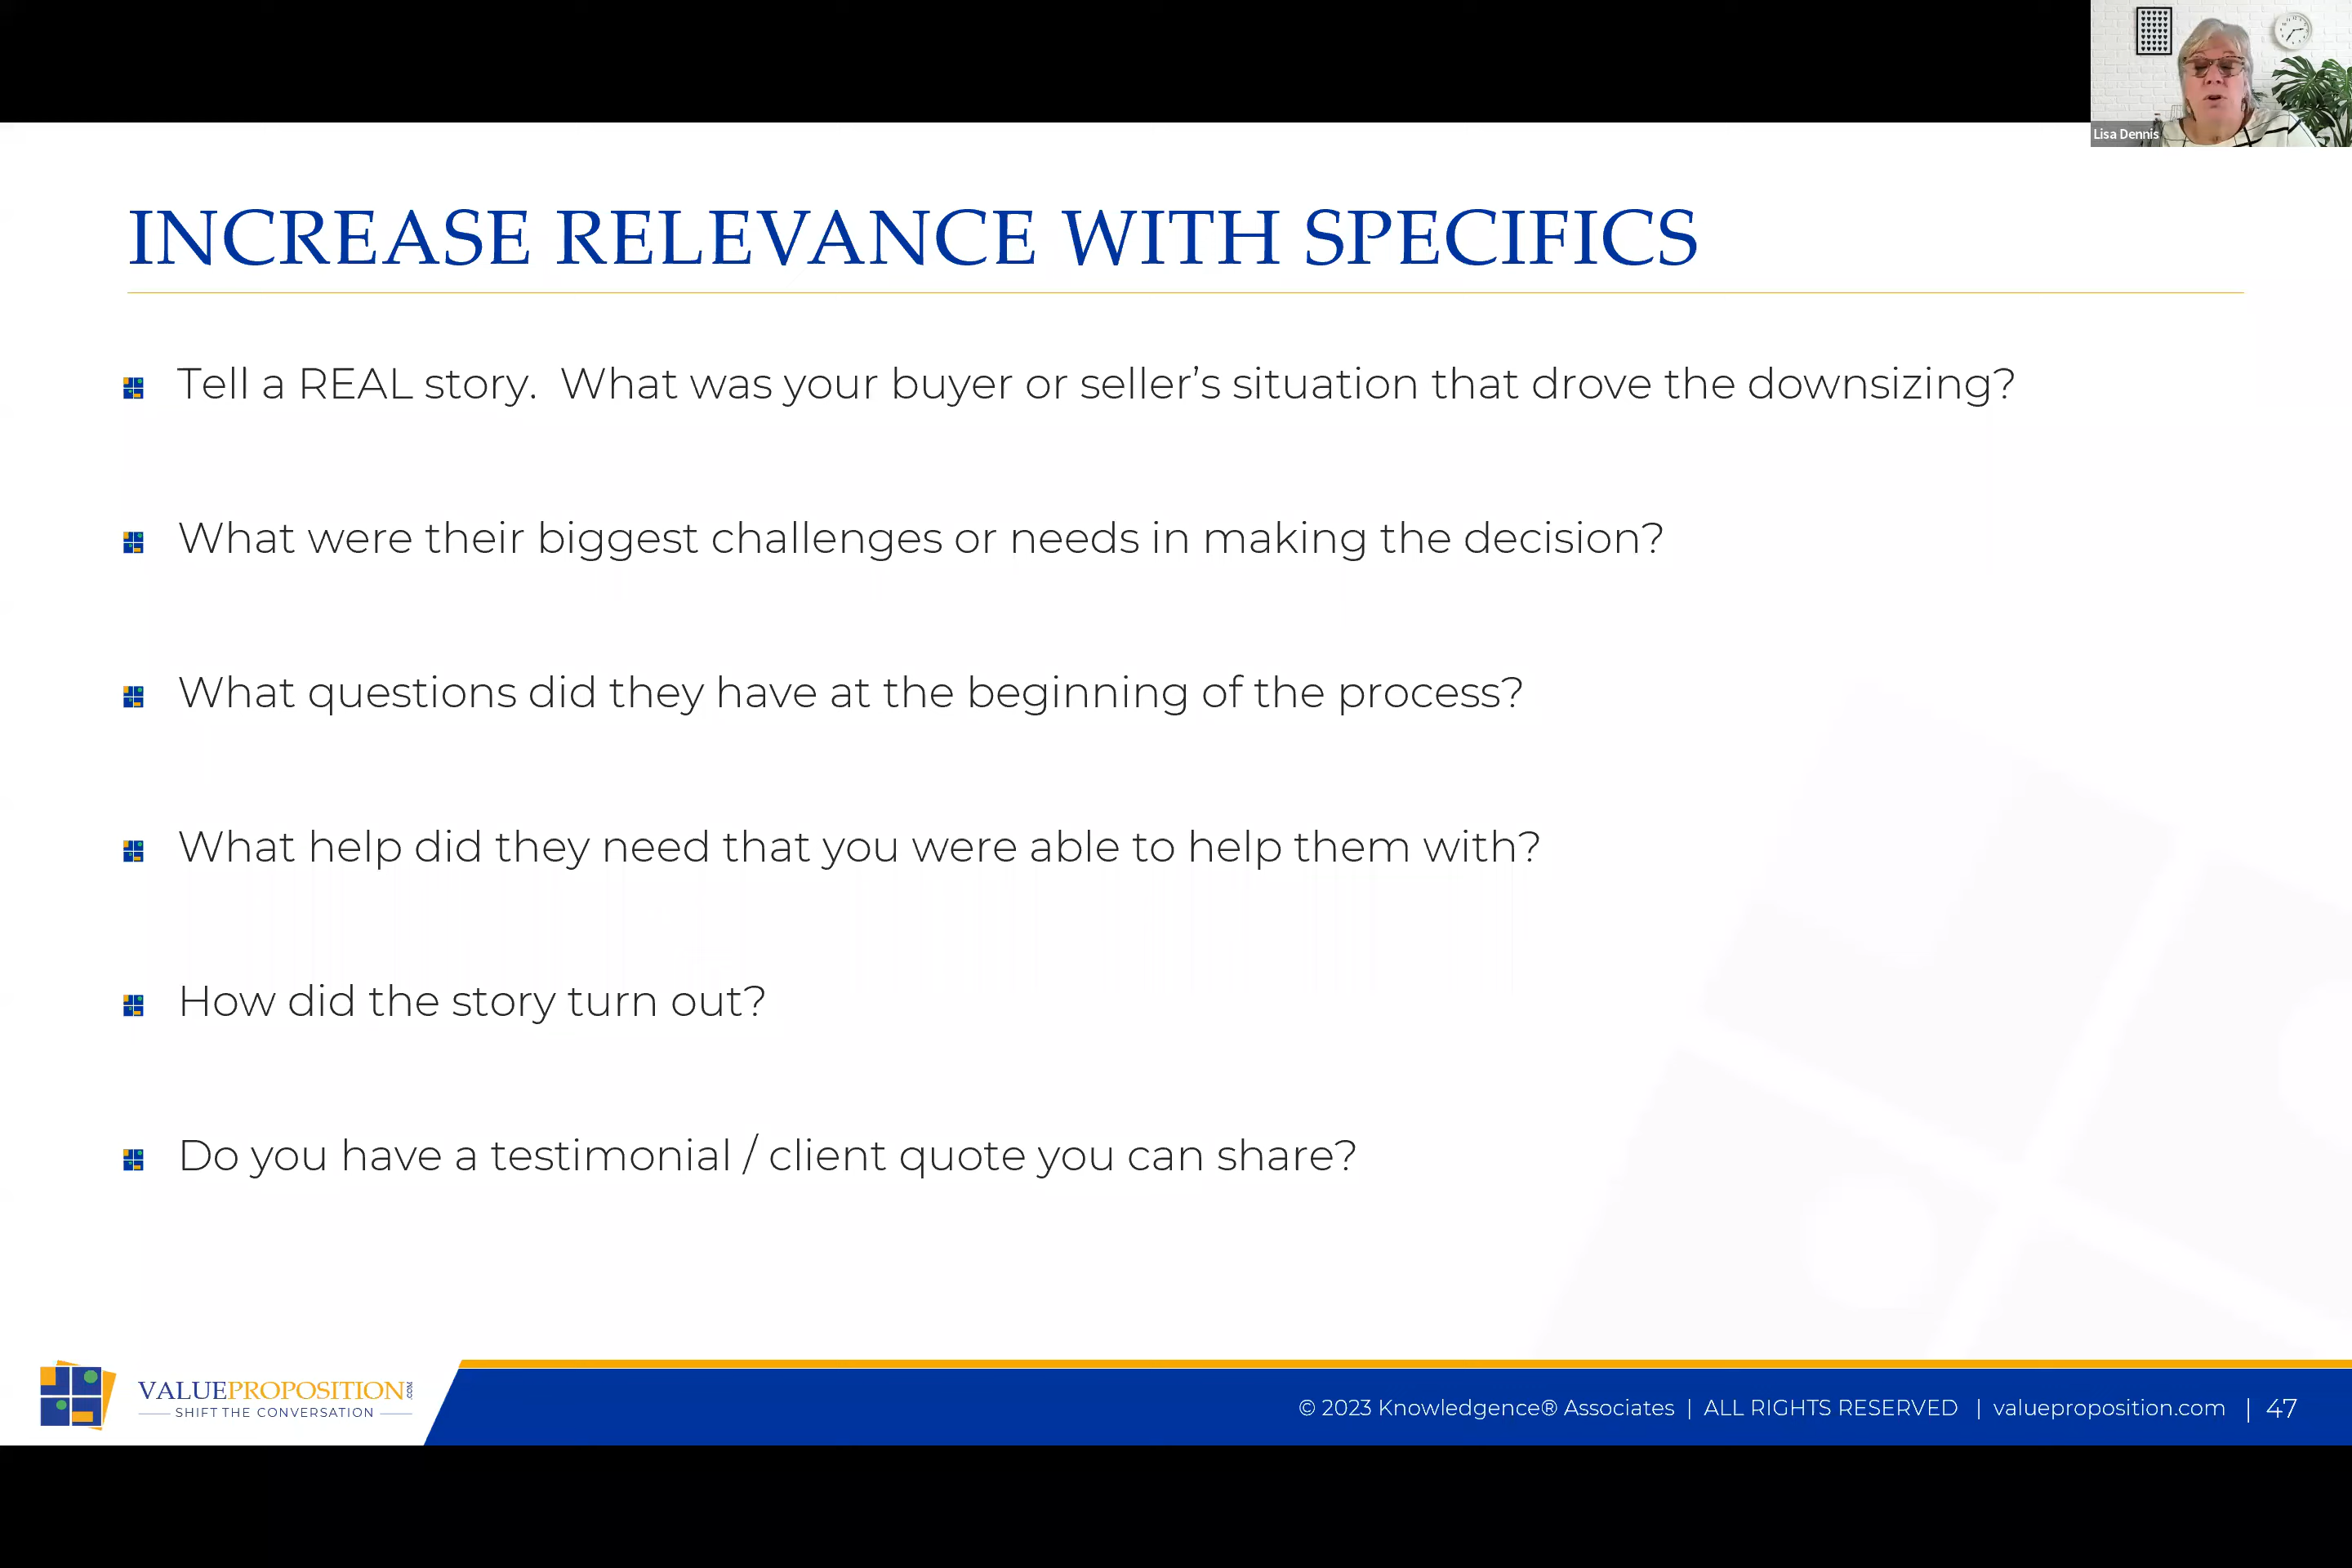 Lisa Dennis
INCREASE RELEVANCE WITH SPECIFICS
Tell a REAL story.  What was your buyer or seller’s situation that drove the downsizing?
What were their biggest challenges or needs in making the decision?
What questions did they have at the beginning of the process?
What help did they need that you were able to help them with?
How did the story turn out?
Do you have a testimonial / client quote you can share?
VALUEPROPOSITION.COM
SHIFT THE CONVERSATION
© 2023 Knowledgence® Associates | ALL RIGHTS RESERVED | valueproposition.com | 47